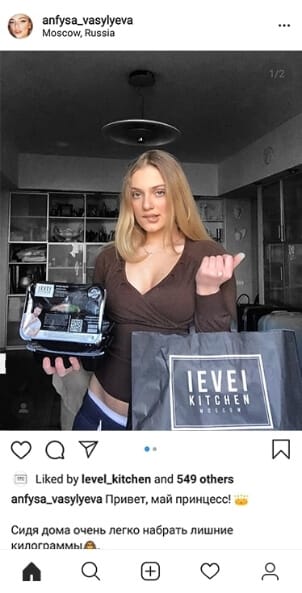 anfysa_vasylyeva
Moscow, Russia
1/2
LEVEL
KITCHEN
MOSCOW
Liked by level_kitchen and 549 others
anfysa_vasylyeva Привет, май принцесс! 👑
Сидя дома очень легко набрать лишние
килограммы🙈.